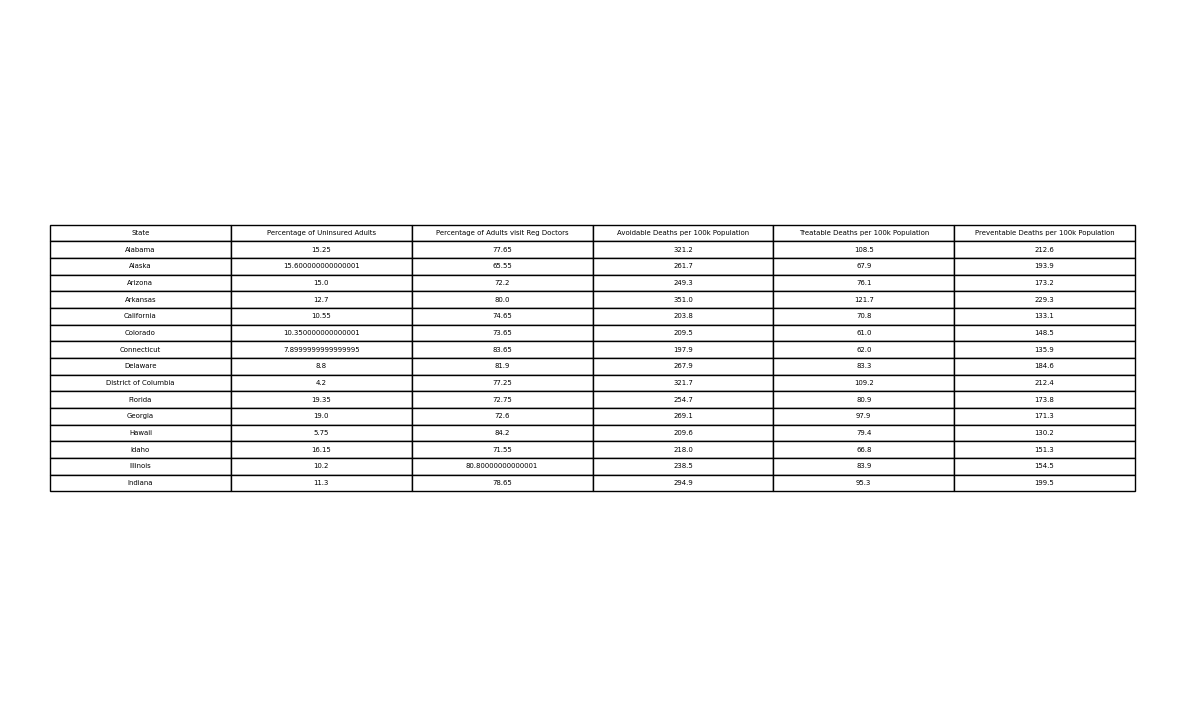 State Percentage of Uninsured Adults Percentage of Adults visit Reg Doctors Avoidable Deaths per 100k Population Treatable Deaths per 100k Population Preventable Deaths per 100k Population
Alabama 15.25 77.65 321.2 108.5 212.6
Alaska 15.600000000000001 65.55 261.7 67.9 193.9
Arizona 15.0 72.2 249.3 76.1 173.2
Arkansas 12.7 80.0 351.0 121.7 229.3
California 10.55 74.65 203.8 70.8 133.1
Colorado 10.350000000000001 73.65 209.5 61.0 148.5
Connecticut 7.8999999999999995 83.65 197.9 62.0 135.9
Delaware 8.8 81.9 267.9 83.3 184.6
District of Columbia 4.2 77.25 321.7 109.2 212.4
Florida 19.35 72.75 254.7 80.9 173.8
Georgia 19.0 72.6 269.1 97.9 171.3
Hawaii 5.75 84.2 209.6 79.4 130.2
Idaho 16.15 71.55 218.0 66.8 151.3
Illinois 10.2 80.80000000000001 238.5 83.9 154.5
Indiana 11.3 78.65 294.9 95.3 199.5